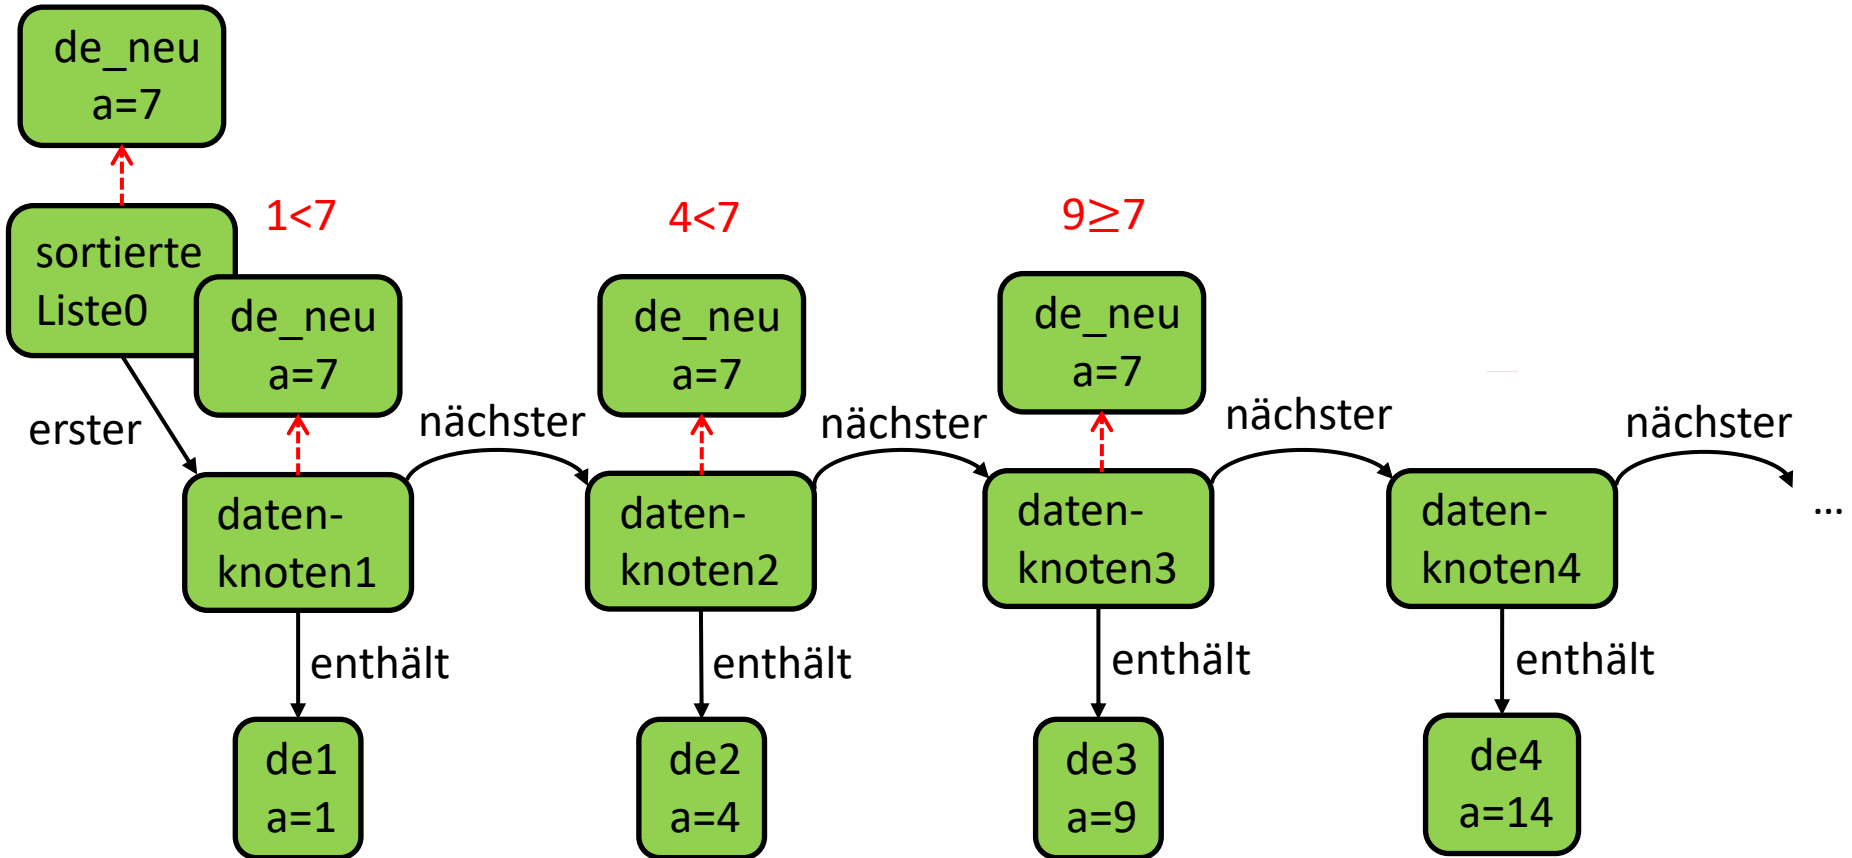 de_neu
a=7
1<7
4<7
9≥7
sortierte
Liste0
de_neu
a=7
de_neu
a=7
de_neu
a=7
erster
nächster
nächster
nächster
nächster
daten-
knoten1
daten-
knoten2
daten-
knoten3
daten-
knoten4
...
enthält
enthält
enthält
enthält
de1
a=1
de2
a=4
de3
a=9
de4
a=14